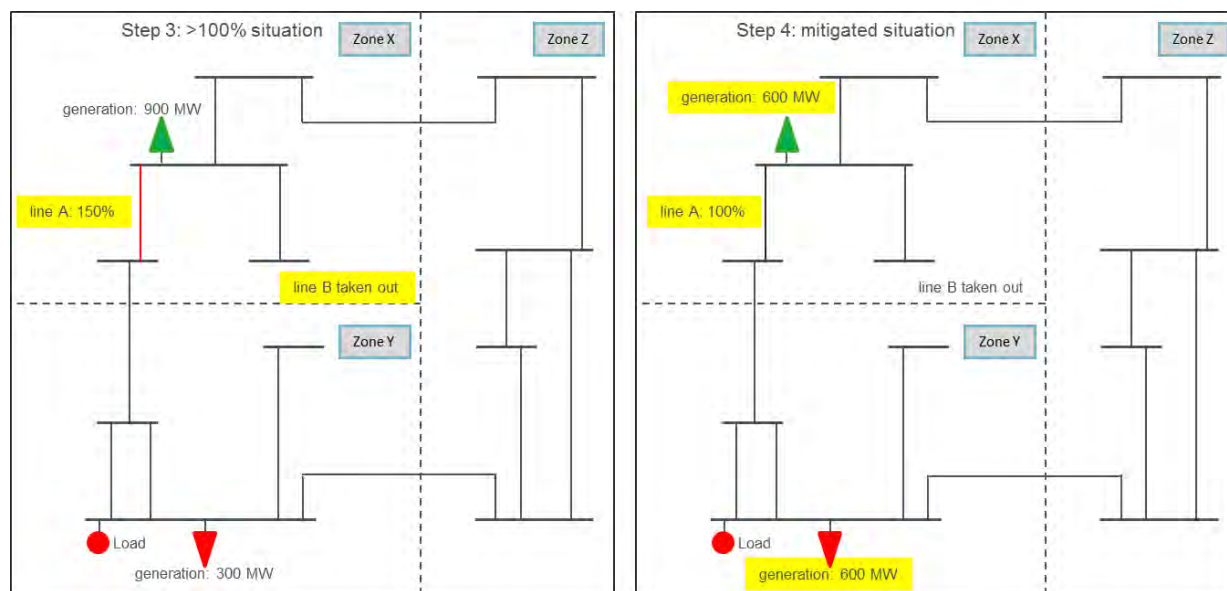 Step 3: >100% situation
Zone X
Zone Z
generation: 900 MW
line A: 150%
line B taken out
Zone Y
Load
generation: 300 MW
Step 4: mitigated situation
Zone X
Zone Z
generation: 600 MW
line A: 100%
line B taken out
Zone Y
Load
generation: 600 MW